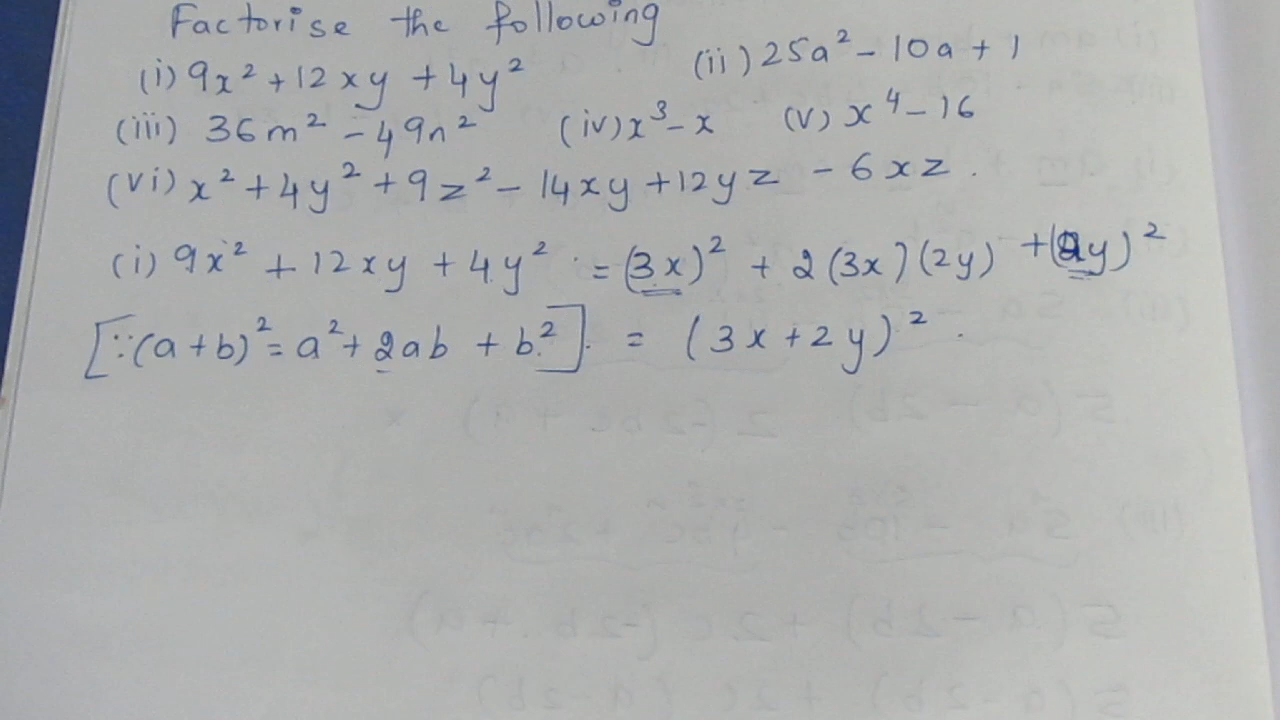 Factorise the following
(i) 9x² + 12xy + 4y² (ii) 25a² - 10a + 1
(iii) 36m² - 49n² (iv) x³ - x (v) x⁴ - 16
(vi) x² + 4y² + 9z² - 14xy + 12yz - 6xz.
(i) 9x² + 12xy + 4y² = (3x)² + 2(3x)(2y) + (2y)²
[∵ (a+b)² = a² + 2ab + b²] = (3x + 2y)².